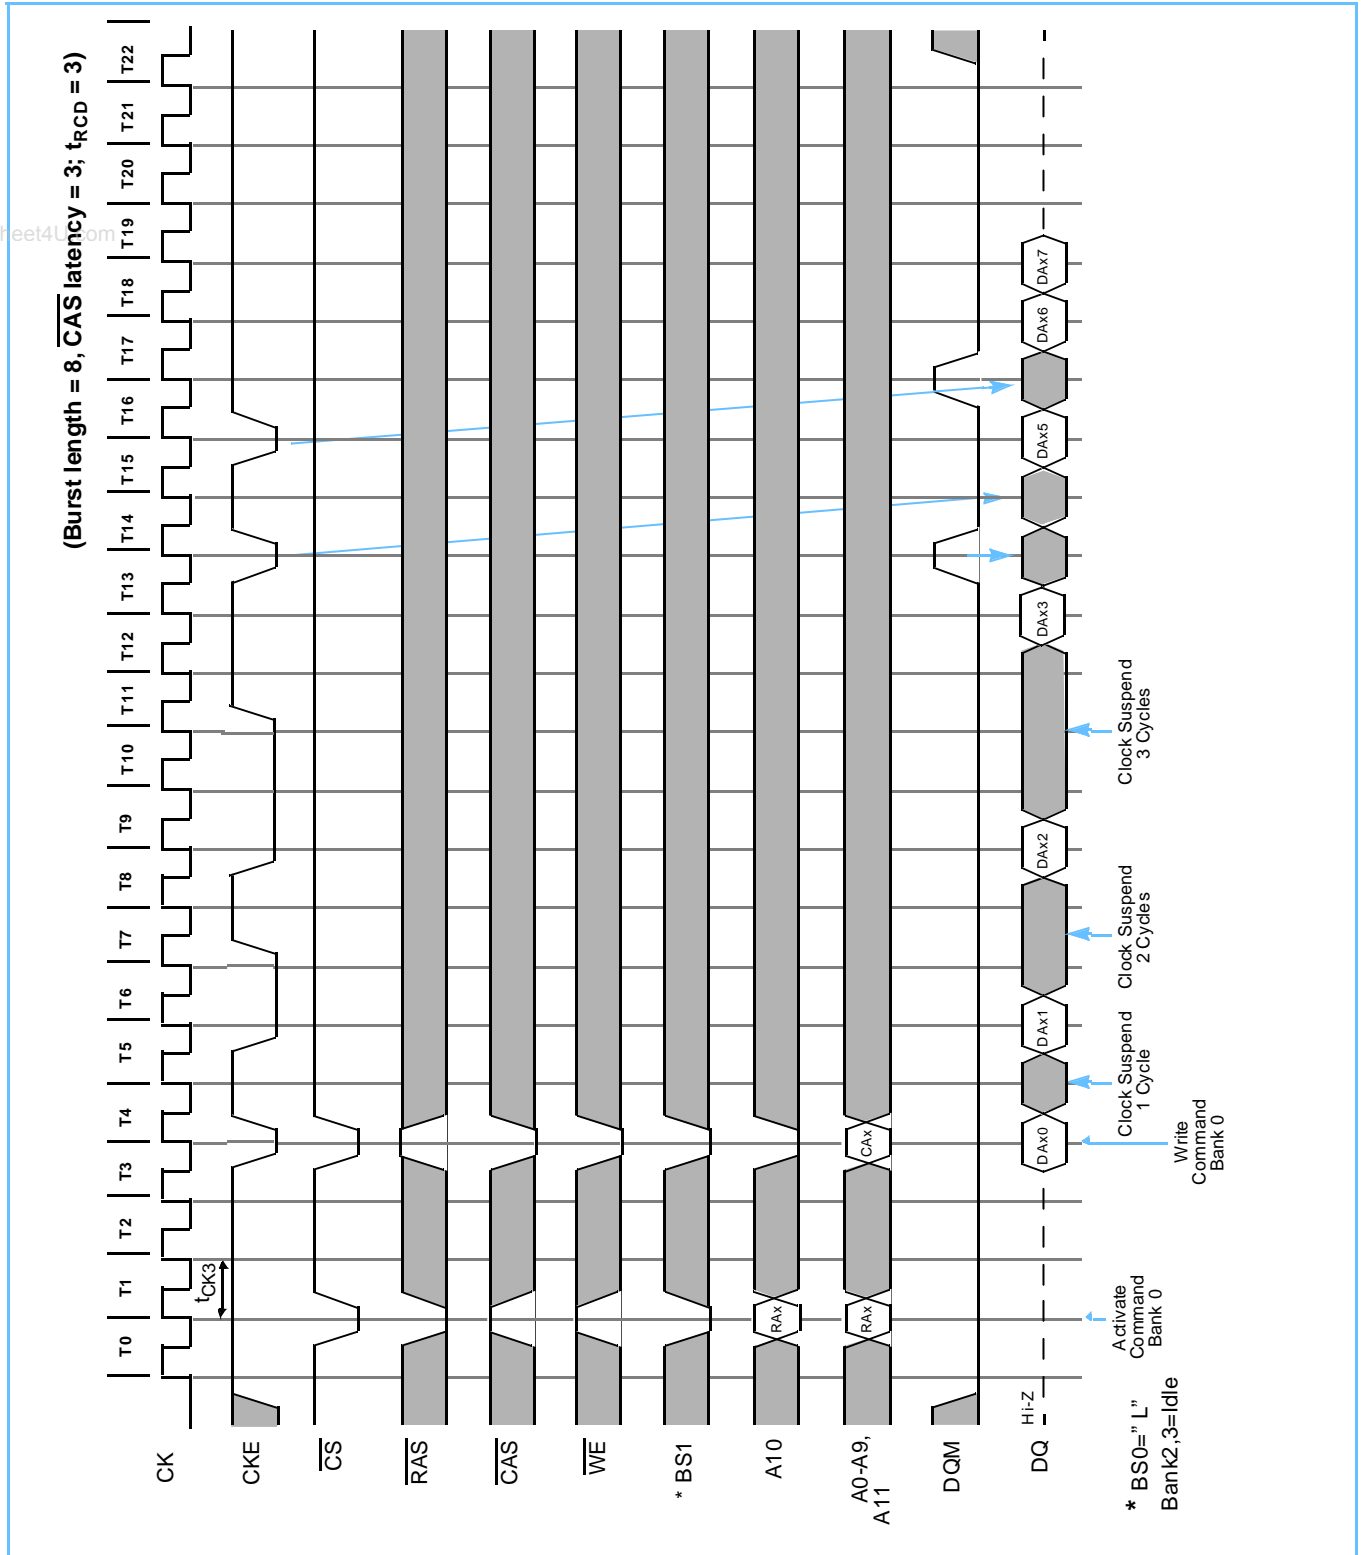 (Burst length = 8, CAS latency = 3; tRCD = 3)
T0 T1 T2 T3 T4 T5 T6 T7 T8 T9 T10 T11 T12 T13 T14 T15 T16 T17 T18 T19 T20 T21 T22
CK
tCK3
CKE
CS
RAS
CAS
WE
* BS1
A10
RAx
A0-A9,
A11
RAx CAx
DQM
DQ
Hi-Z
DAx0 DAx1 DAx2 DAx3 DAx5 DAx6 DAx7
Activate
Command
Bank 0
Write
Command
Bank 0
Clock Suspend
1 Cycle
Clock Suspend
2 Cycles
Clock Suspend
3 Cycles
* BS0=" L"
Bank2,3=Idle
heet4U.com